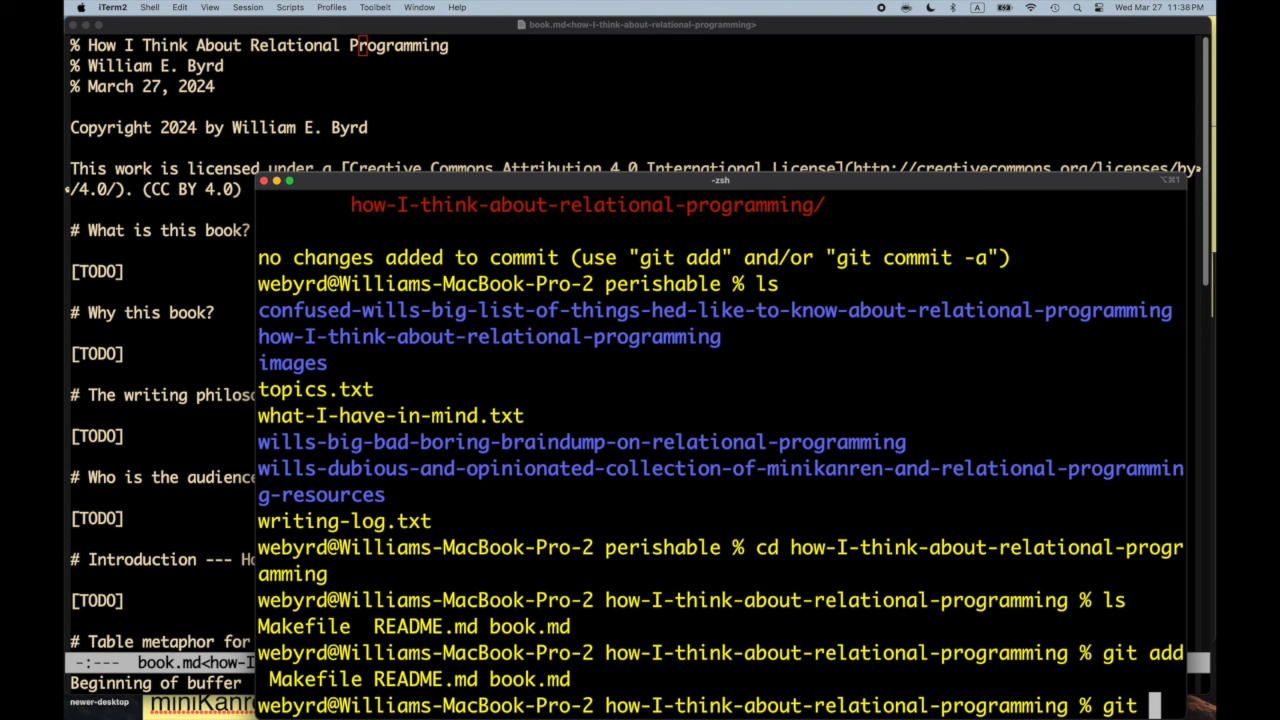 iTerm2 Shell Edit View Session Scripts Profiles Toolbelt Window Help A Wed Mar 27 11:38 PM
book.md<how-I-think-about-relational-programming>
% How I Think About Relational Programming
% William E. Byrd
% March 27, 2024
Copyright 2024 by William E. Byrd
This work is licensed under a [Creative Commons Attribution 4.0 International License](http://creativecommons.org/licenses/by
/4.0/). (CC BY 4.0)
-zsh
⌥⌘1
how-I-think-about-relational-programming/
# What is this book?
no changes added to commit (use "git add" and/or "git commit -a")
[TODO]
webyrd@Williams-MacBook-Pro-2 perishable % ls
# Why this book?
confused-wills-big-list-of-things-hed-like-to-know-about-relational-programming
how-I-think-about-relational-programming
[TODO]
images
topics.txt
# The writing philoso
what-I-have-in-mind.txt
[TODO]
wills-big-bad-boring-braindump-on-relational-programming
wills-dubious-and-opinionated-collection-of-minikanren-and-relational-programmin
# Who is the audience
g-resources
[TODO]
writing-log.txt
webyrd@Williams-MacBook-Pro-2 perishable % cd how-I-think-about-relational-progr
# Introduction --- Ho
amming
[TODO]
webyrd@Williams-MacBook-Pro-2 how-I-think-about-relational-programming % ls
Makefile README.md book.md
# Table metaphor for
webyrd@Williams-MacBook-Pro-2 how-I-think-about-relational-programming % git add
-:--- book.md<how-I
Makefile README.md book.md
Beginning of buffer
newer-desktop
miniKanre
webyrd@Williams-MacBook-Pro-2 how-I-think-about-relational-programming % git